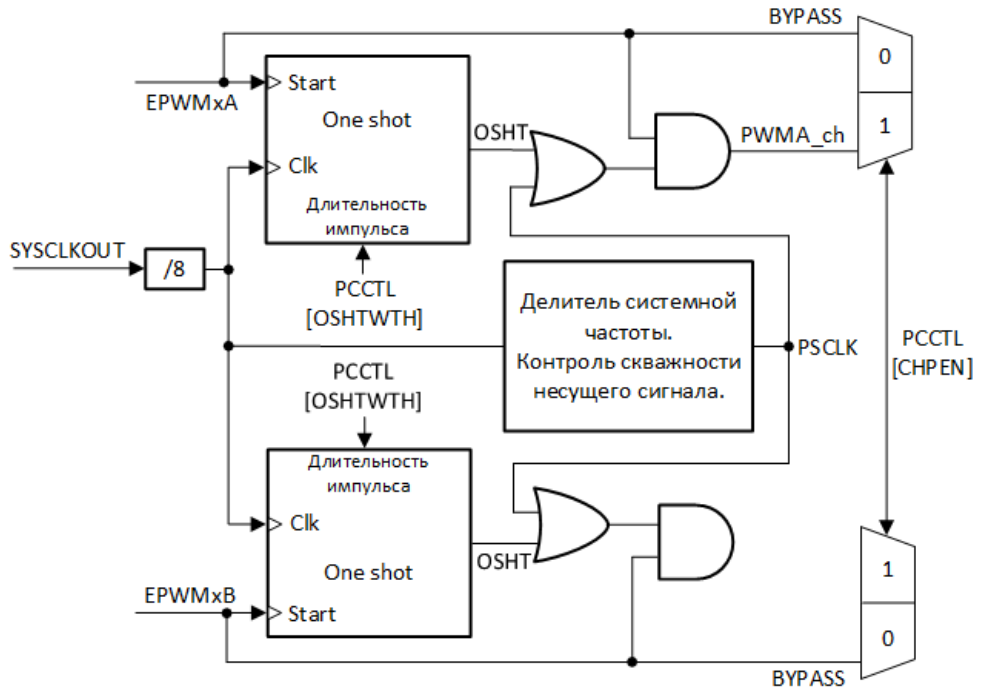 BYPASS
0
EPWMxA
Start
One shot
1
OSHT
PWMA_ch
Clk
Длительность
импульса
SYSCLKOUT
/8
PCCTL
[OSHTWTH]
Делитель системной
частоты.
Контроль скважности
несущего сигнала.
PSCLK
PCCTL
[CHPEN]
PCCTL
[OSHTWTH]
Длительность
импульса
Clk
OSHT
One shot
1
EPWMxB
Start
0
BYPASS